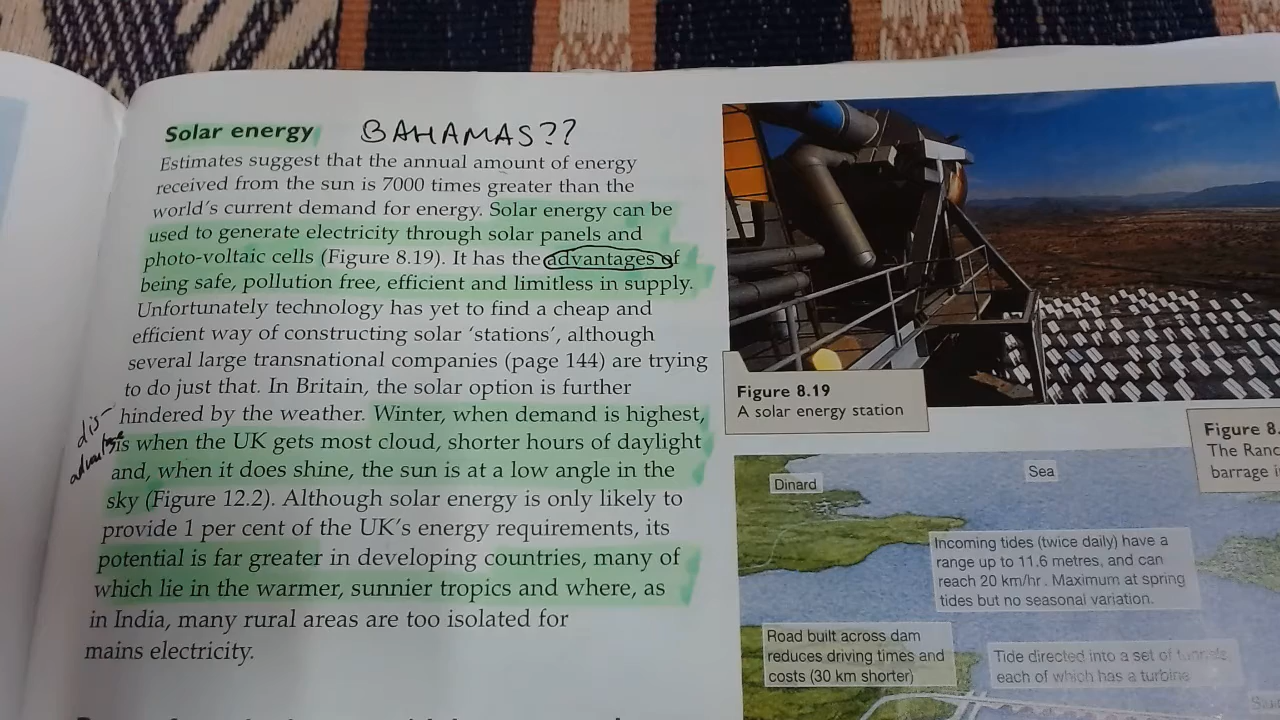 Solar energy BAHAMAS??
Estimates suggest that the annual amount of energy
received from the sun is 7000 times greater than the
world's current demand for energy. Solar energy can be
used to generate electricity through solar panels and
photo-voltaic cells (Figure 8.19). It has the advantages of
being safe, pollution free, efficient and limitless in supply.
Unfortunately technology has yet to find a cheap and
efficient way of constructing solar 'stations', although
several large transnational companies (page 144) are trying
to do just that. In Britain, the solar option is further
hindered by the weather. Winter, when demand is highest,
is when the UK gets most cloud, shorter hours of daylight
and, when it does shine, the sun is at a low angle in the
sky (Figure 12.2). Although solar energy is only likely to
provide 1 per cent of the UK's energy requirements, its
potential is far greater in developing countries, many of
which lie in the warmer, sunnier tropics and where, as
in India, many rural areas are too isolated for
mains electricity.
dis-
advantage
Figure 8.19
A solar energy station
Figure 8.
The Ranc
barrage i
Dinard
Sea
Incoming tides (twice daily) have a
range up to 11.6 metres, and can
reach 20 km/hr. Maximum at spring
tides but no seasonal variation.
Road built across dam
reduces driving times and
costs (30 km shorter)
Tide directed into a set of tunnels,
each of which has a turbine